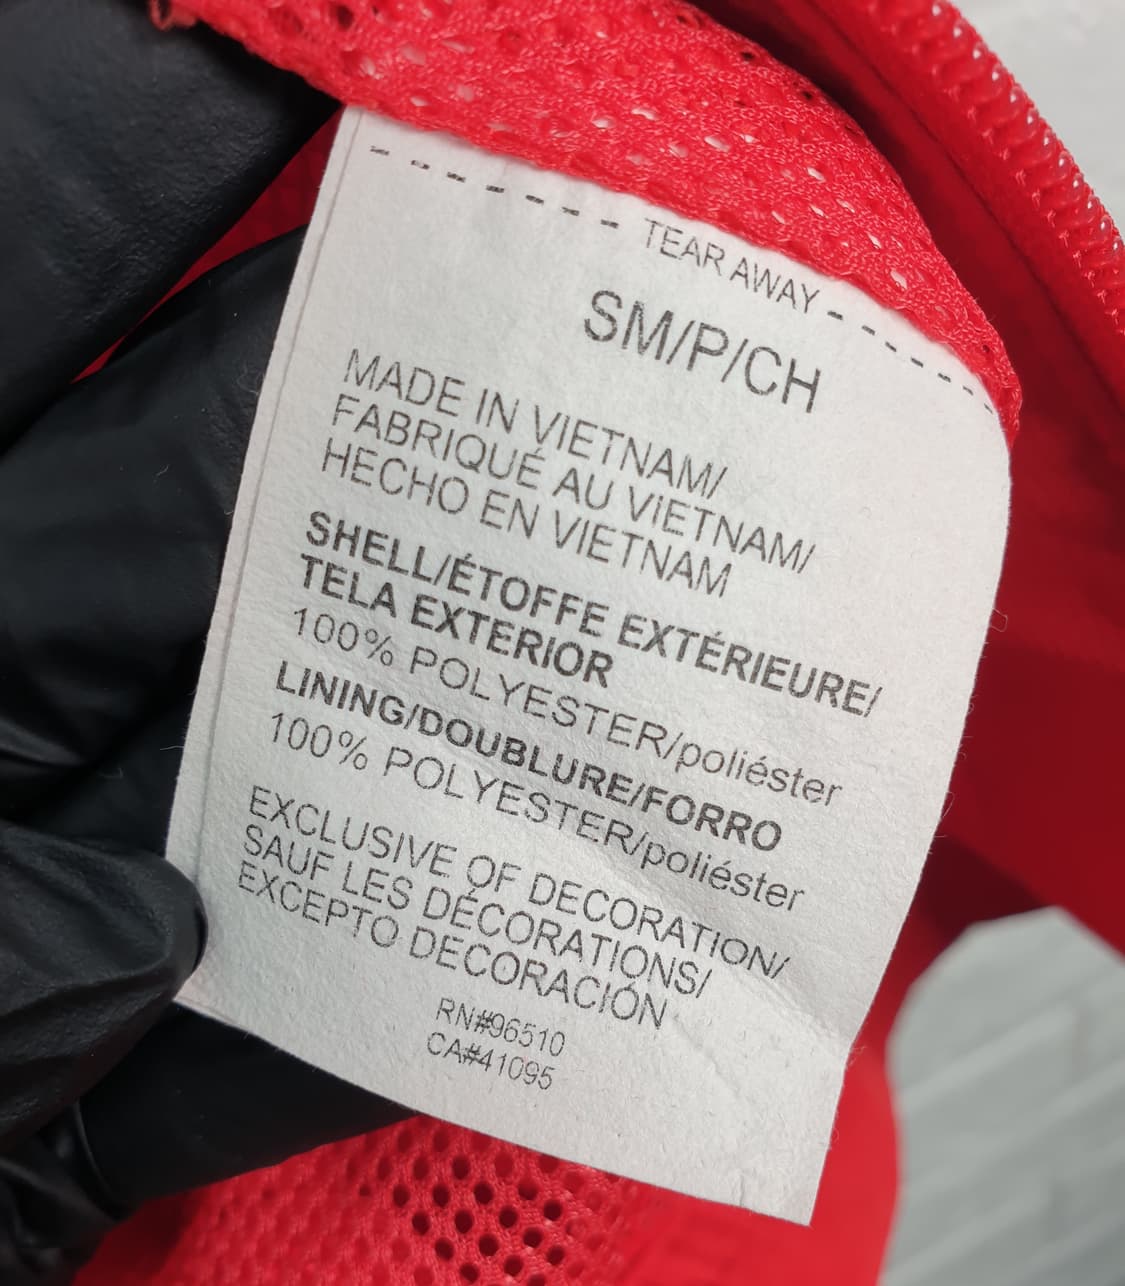 TEAR AWAY
SM/P/CH
MADE IN VIETNAM/
FABRIQUÉ AU VIETNAM/
HECHO EN VIETNAM
SHELL/ÉTOFFE EXTÉRIEURE/
TELA EXTERIOR
100% POLYESTER/poliéster
LINING/DOUBLURE/FORRO
100% POLYESTER/poliéster
EXCLUSIVE OF DECORATION/
SAUF LES DÉCORATIONS/
EXCEPTO DECORACIÓN
RN#96510
CA#41095